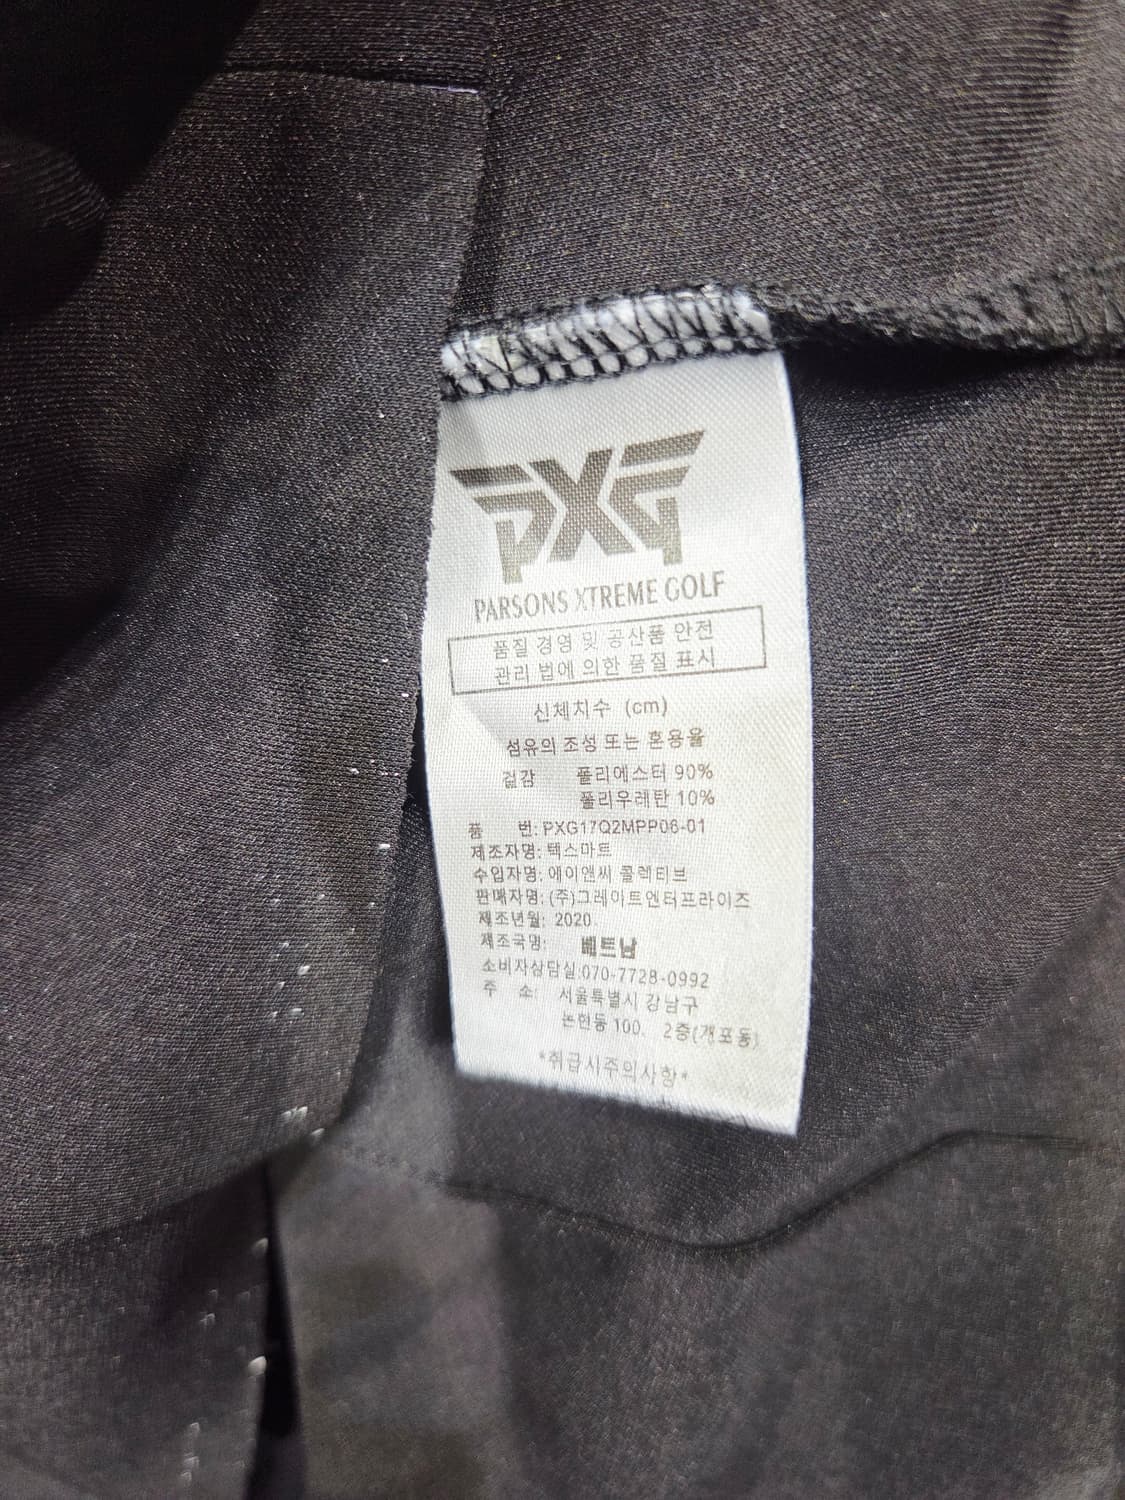 PXG
PARSONS XTREME GOLF
품질 경영 및 공산품 안전
관리 법에 의한 품질 표시
신체치수 (cm)
섬유의 조성 또는 혼용율
겉감 폴리에스터 90%
폴리우레탄 10%
품 번: PXG17Q2MPP06-01
제조자명: 텍스마트
수입자명: 에이앤씨 콜렉티브
판매자명: (주)그레이트엔터프라이즈
제조년월: 2020
제조국명: 베트남
소비자상담실 070-7728-0992
주 소: 서울특별시 강남구
논현동 100, 2층(개포동)
*취급시주의사항*